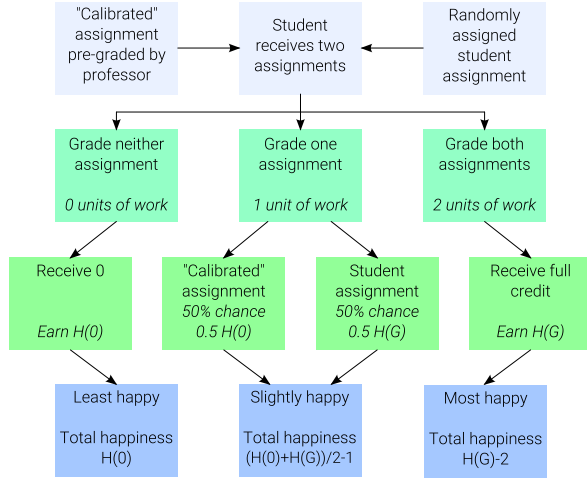 "Calibrated"
assignment
pre-graded by
professor
Student
receives two
assignments
Randomly
assigned
student
assignment
Grade neither
assignment
0 units of work
Grade one
assignment
1 unit of work
Grade both
assignments
2 units of work
Receive 0
Earn H(0)
"Calibrated"
assignment
50% chance
0.5 H(0)
Student
assignment
50% chance
0.5 H(G)
Receive full
credit
Earn H(G)
Least happy
Total happiness
H(0)
Slightly happy
Total happiness
(H(0)+H(G))/2-1
Most happy
Total happiness
H(G)-2